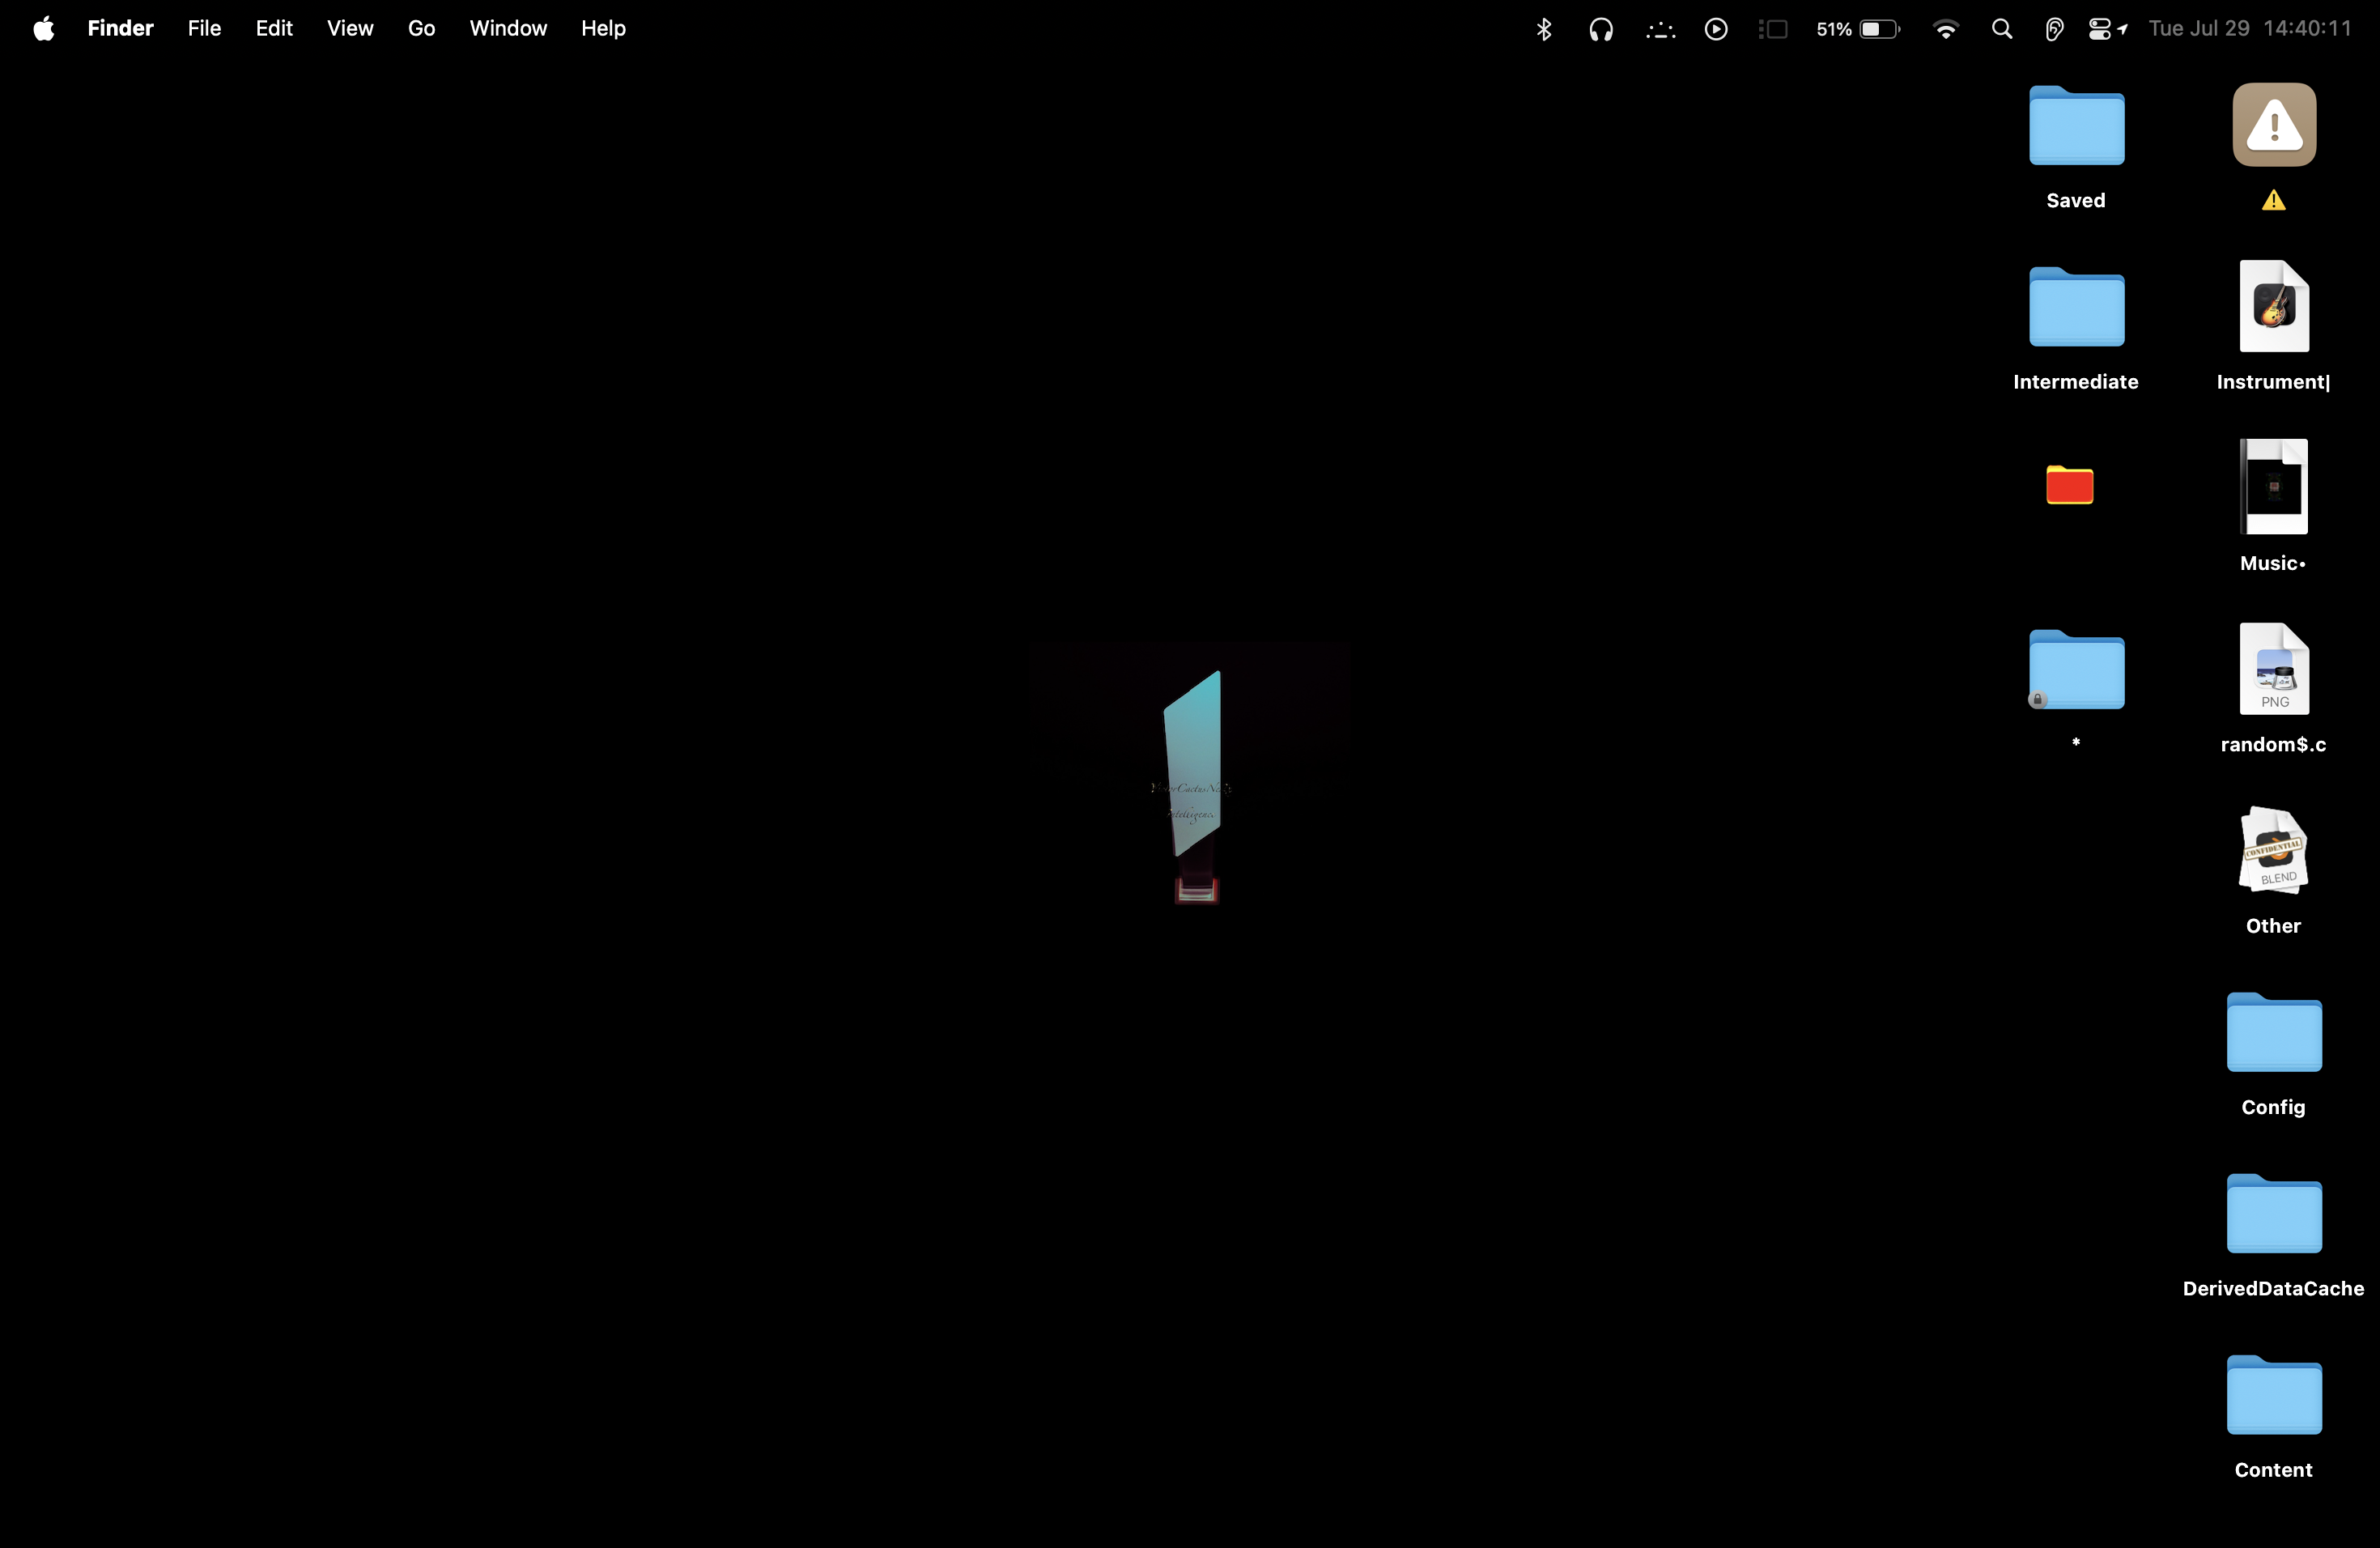 Finder File Edit View Go Window Help 51% Tue Jul 29 14:40:11
Saved
⚠️
Intermediate
Instrument|
Music•
*
PNG
random$.c
CONFIDENTIAL
BLEND
Other
Config
DerivedDataCache
Content